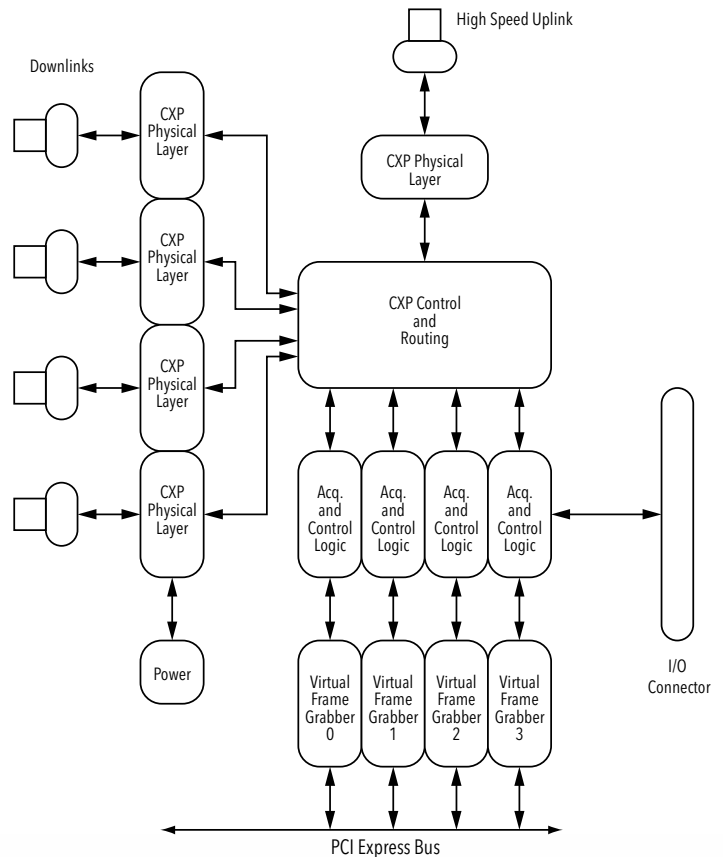 High Speed Uplink
Downlinks
CXP
Physical
Layer
CXP Physical
Layer
CXP
Physical
Layer
CXP Control
and
Routing
CXP
Physical
Layer
CXP
Physical
Layer
Acq.
and
Control
Logic
Acq.
and
Control
Logic
Acq.
and
Control
Logic
Acq.
and
Control
Logic
Power
I/O
Connector
Virtual
Frame
Grabber
0
Virtual
Frame
Grabber
1
Virtual
Frame
Grabber
2
Virtual
Frame
Grabber
3
PCI Express Bus